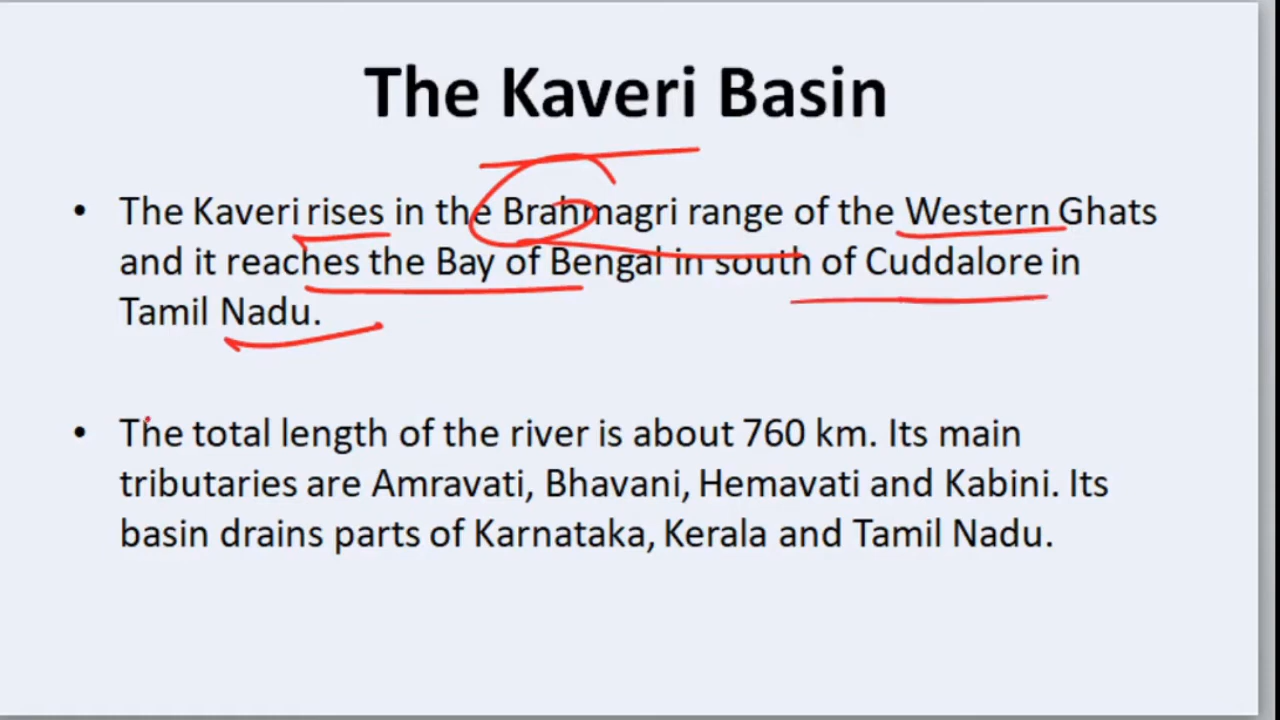 The Kaveri Basin
• The Kaveri rises in the Brahmagri range of the Western Ghats
and it reaches the Bay of Bengal in south of Cuddalore in
Tamil Nadu.
• The total length of the river is about 760 km. Its main
tributaries are Amravati, Bhavani, Hemavati and Kabini. Its
basin drains parts of Karnataka, Kerala and Tamil Nadu.